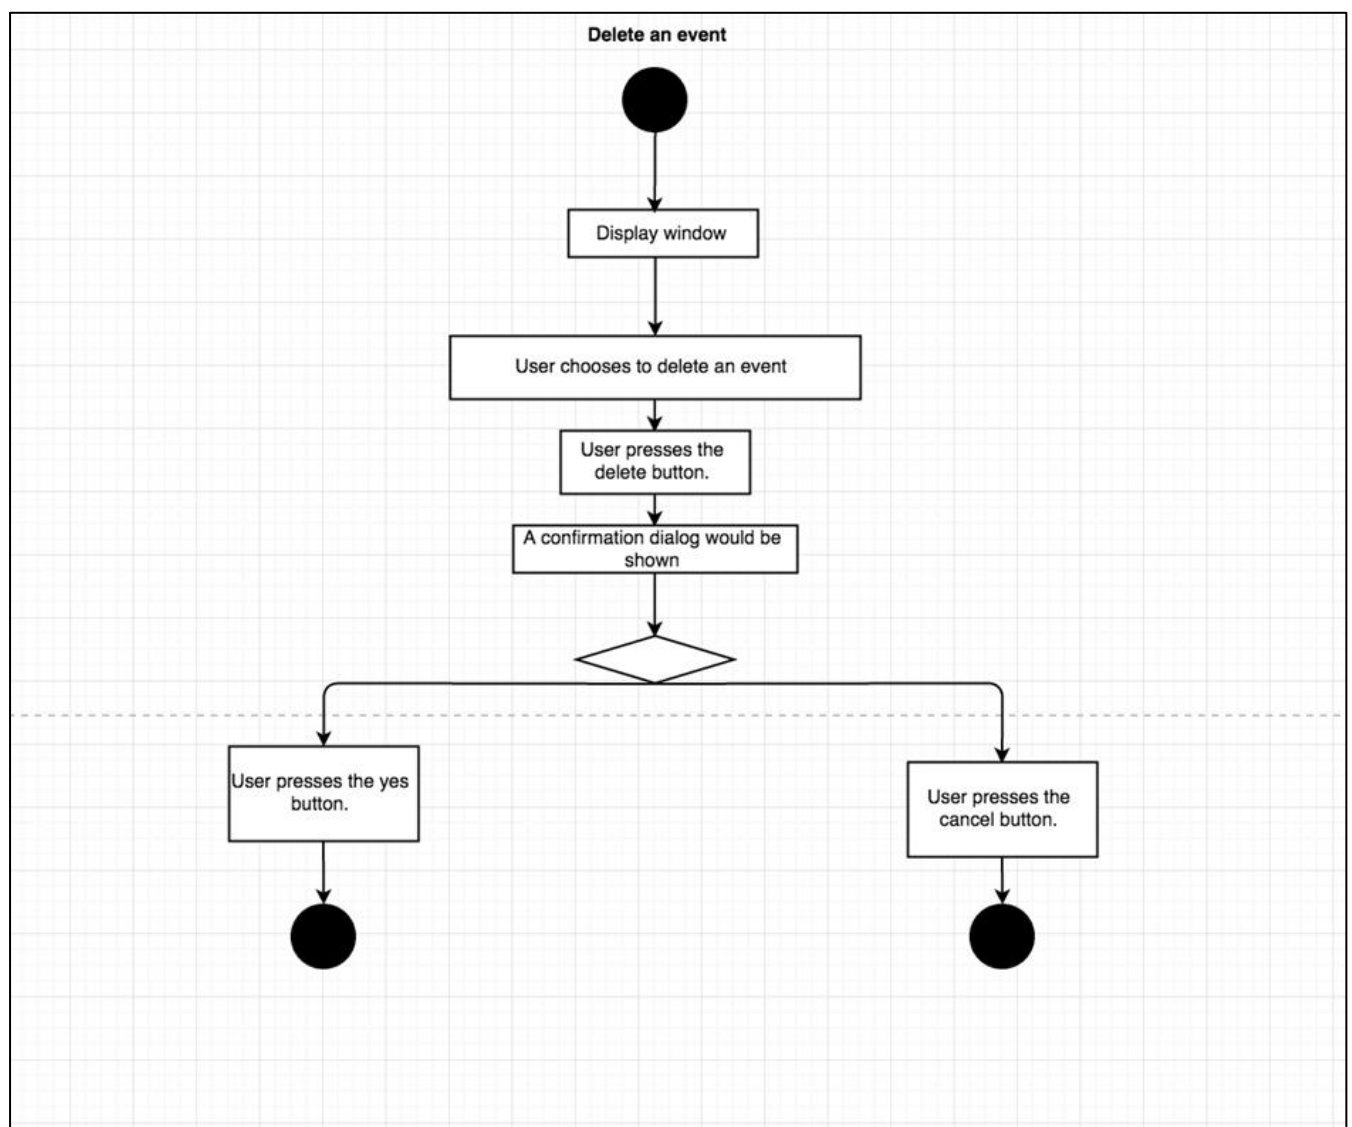 Delete an event
Display window
User chooses to delete an event
User presses the
delete button.
A confirmation dialog would be
shown
User presses the yes
button.
User presses the
cancel button.